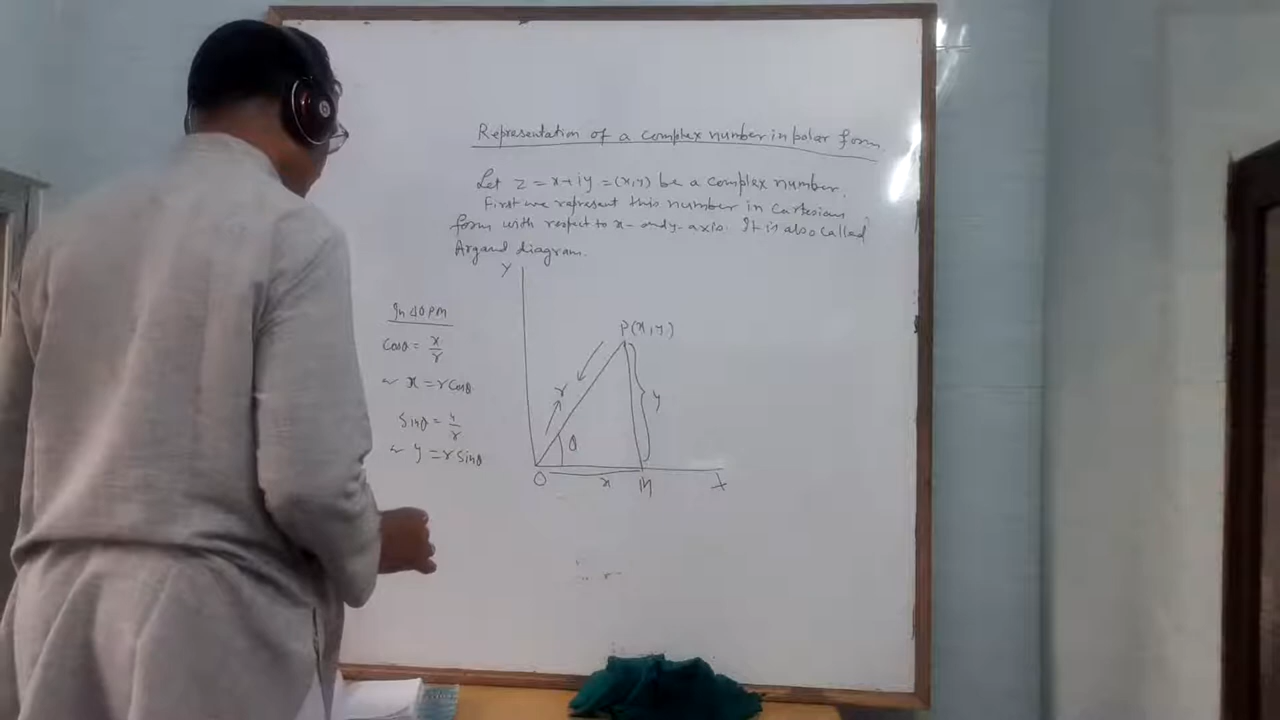 Representation of a complex number in polar form.
Let z = x+iy = (x,y) be a complex number.
First we represent this number in Cartesian
form with respect to x- and y-axis. It is also called
Argand diagram.
Y
In ΔOPM
cosθ = x/r
x = r cosθ
sinθ = y/r
y = r sinθ
P(x,y)
r
y
θ
O
x
M
X